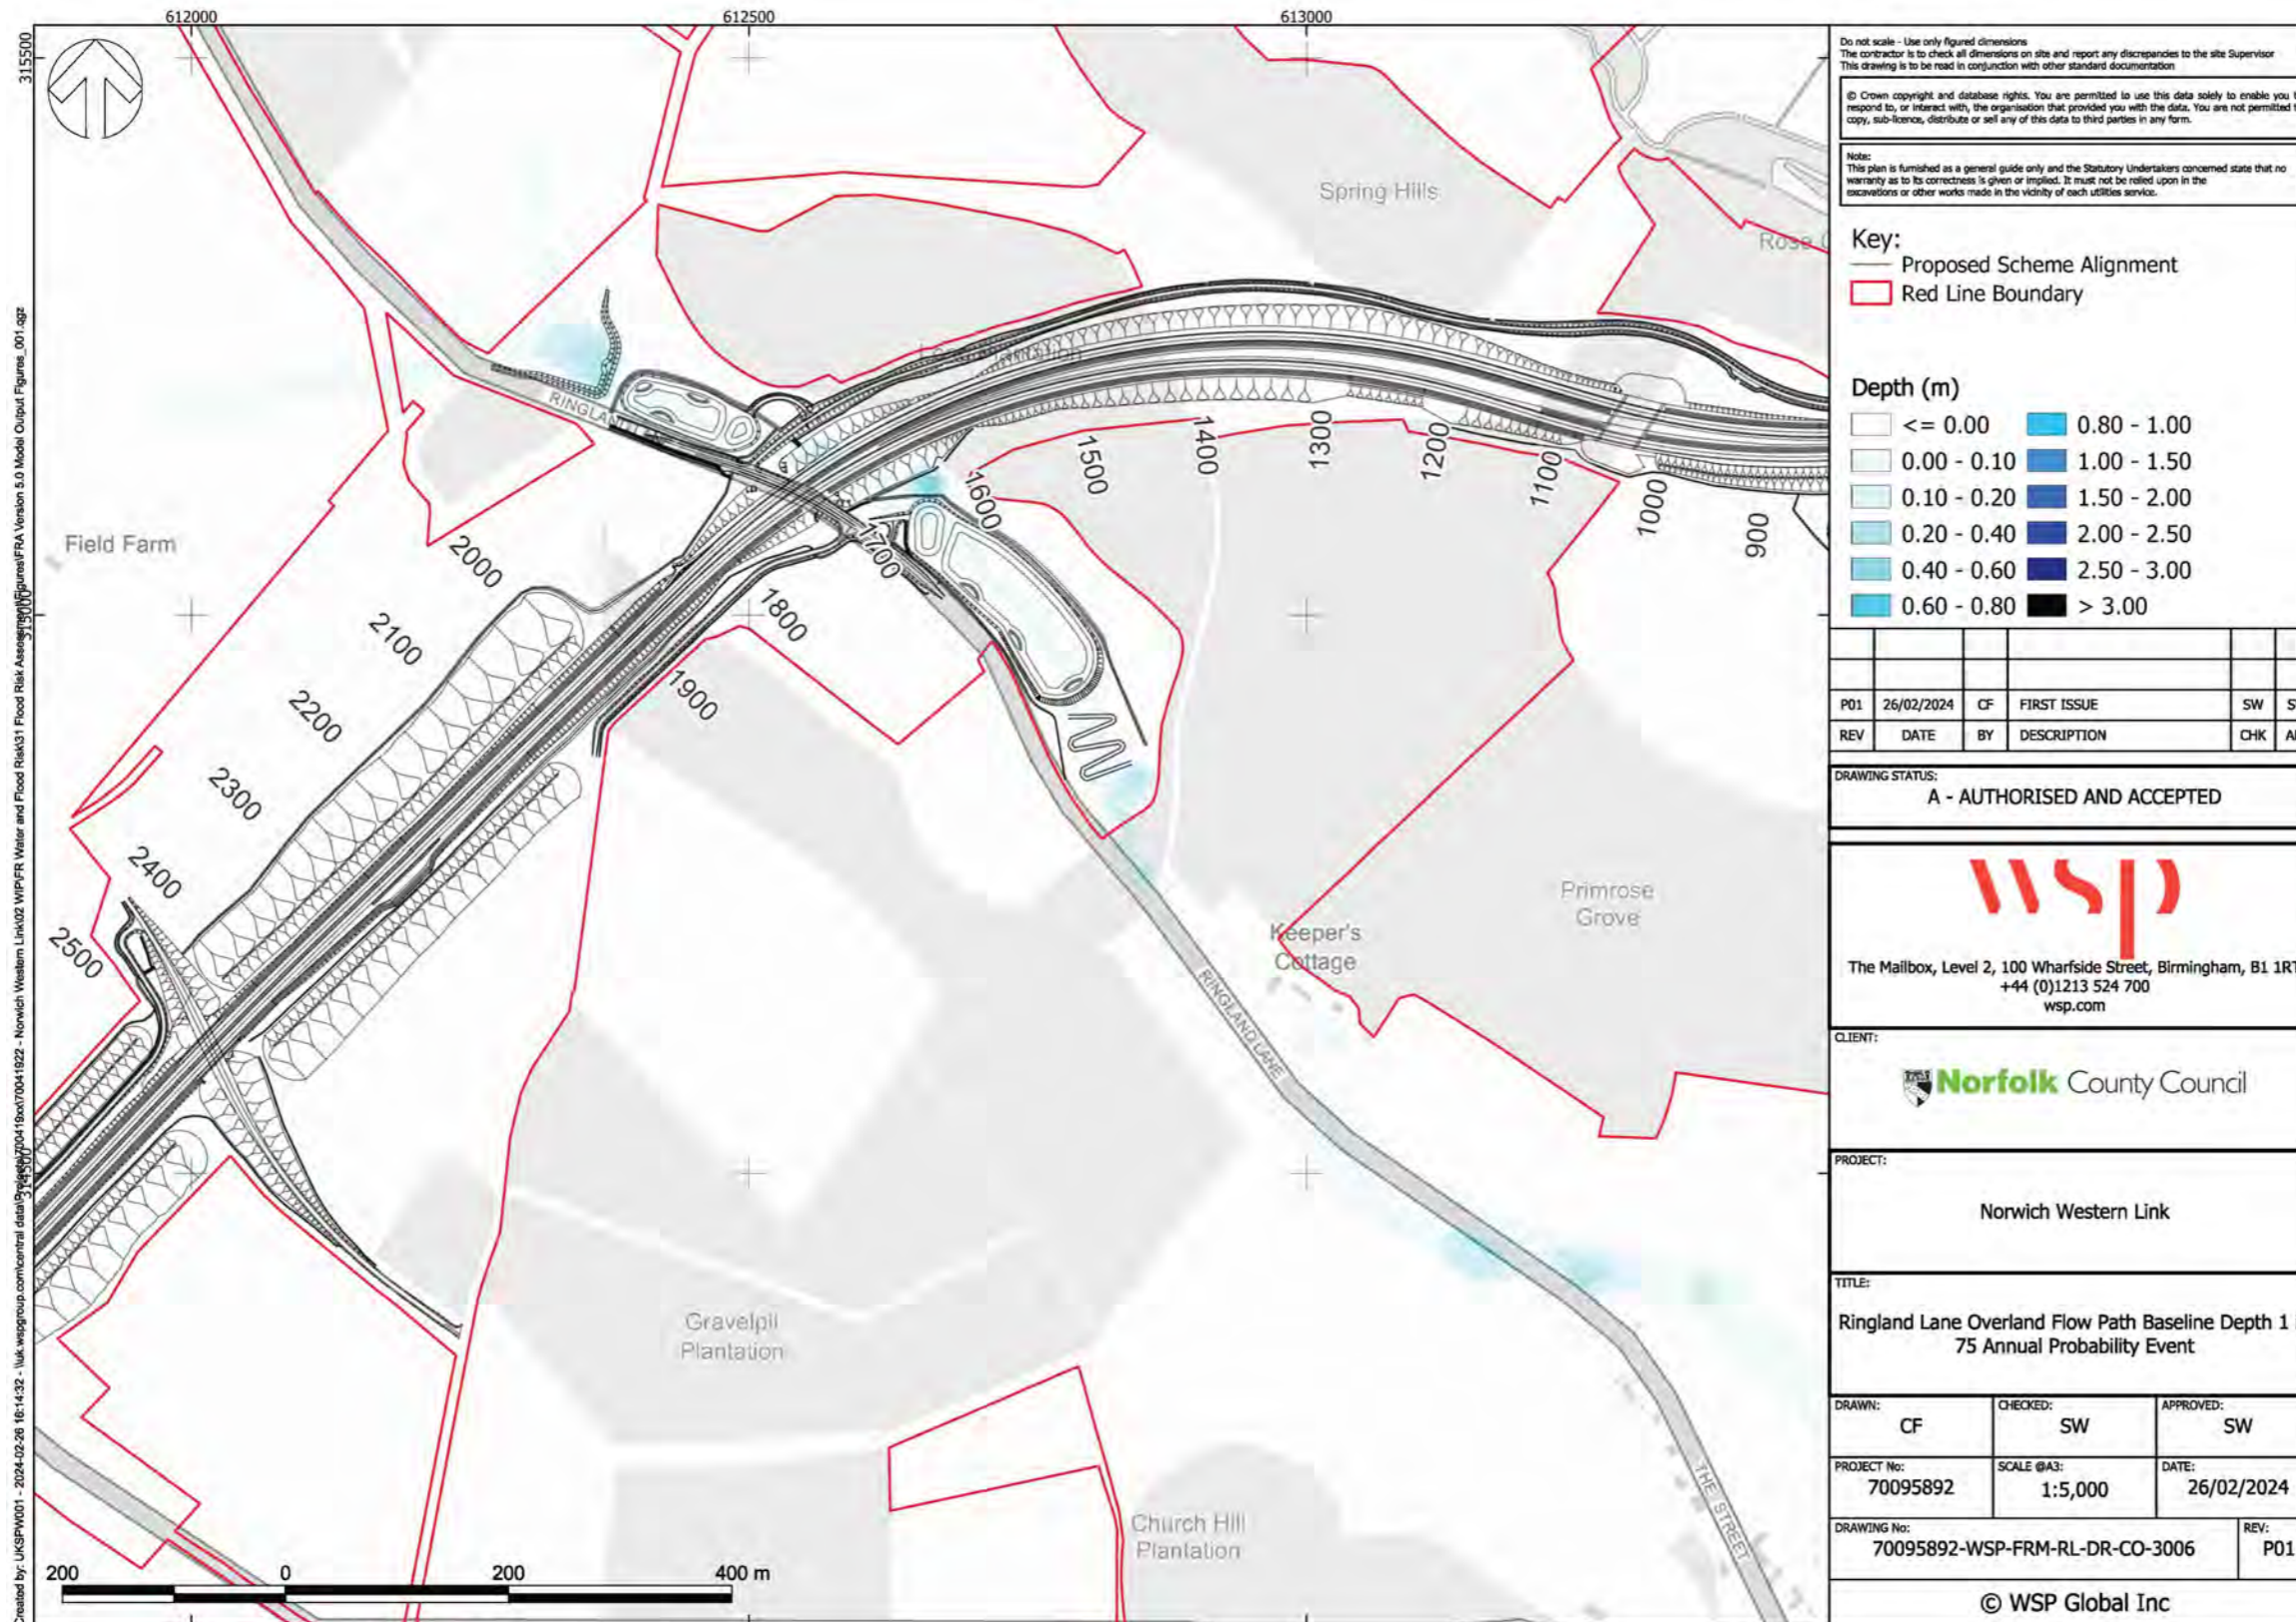 612000
612500
613000
315500
315000
314500
Spring Hills
Field Farm
RINGLAND LANE
2000
2100
2200
2300
2400
2500
1900
1800
1700
1600
1500
1400
1300
1200
1100
1000
900
Keeper's
Cottage
Primrose
Grove
RINGLAND LANE
Gravelpit
Plantation
Church Hill
Plantation
THE STREET
200 0 200 400 m
Created by: UKSPW001 - 2024-02-26 16:14:32 -
Do not scale - Use only figured dimensions
The contractor is to check all dimensions on site and report any discrepancies to the site Supervisor
This drawing is to be read in conjunction with other standard documentation
© Crown copyright and database rights. You are permitted to use this data solely to enable you
respond to, or interact with, the organisation that provided you with the data. You are not permitted
copy, sub-licence, distribute or sell any of this data to third parties in any form.
Note:
This plan is furnished as a general guide only and the Statutory Undertakers concerned state that no
warranty as to its correctness is given or implied. It must not be relied upon in the
excavations or other works made in the vicinity of each utilities service.
Key:
Proposed Scheme Alignment
Red Line Boundary
Depth (m)
<= 0.00 0.80 - 1.00
0.00 - 0.10 1.00 - 1.50
0.10 - 0.20 1.50 - 2.00
0.20 - 0.40 2.00 - 2.50
0.40 - 0.60 2.50 - 3.00
0.60 - 0.80 > 3.00
P01 26/02/2024 CF FIRST ISSUE SW
REV DATE BY DESCRIPTION CHK
DRAWING STATUS:
A - AUTHORISED AND ACCEPTED
wsp
The Mailbox, Level 2, 100 Wharfside Street, Birmingham, B1 1RT
+44 (0)1213 524 700
wsp.com
CLIENT:
Norfolk County Council
PROJECT:
Norwich Western Link
TITLE:
Ringland Lane Overland Flow Path Baseline Depth 1
75 Annual Probability Event
DRAWN: CHECKED: APPROVED:
CF SW SW
PROJECT No: SCALE @A3: DATE:
70095892 1:5,000 26/02/2024
DRAWING No: REV:
70095892-WSP-FRM-RL-DR-CO-3006 P01
© WSP Global Inc